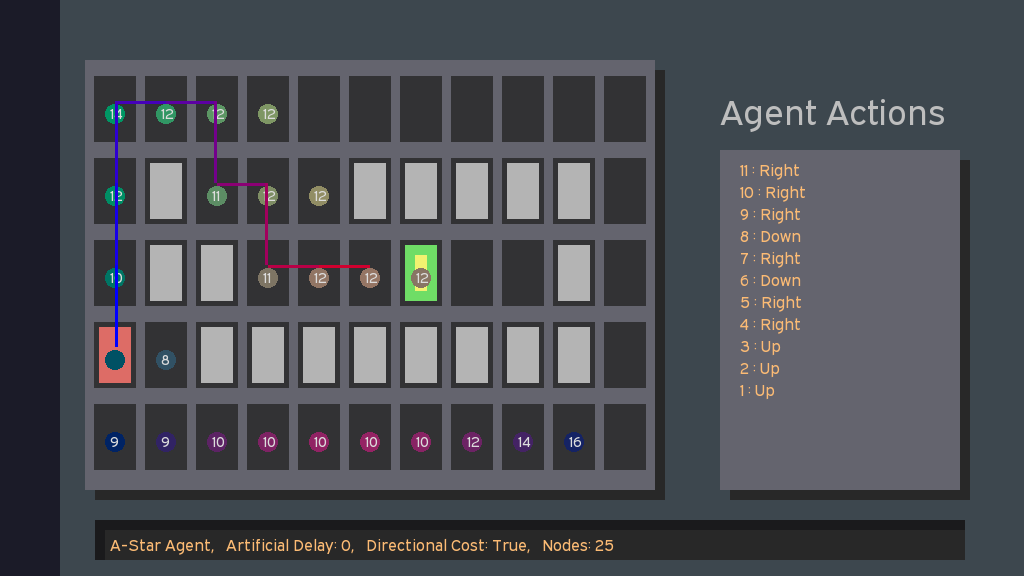 14 12 12 12
Agent Actions
11 : Right
10 : Right
12 11 12 12
9 : Right
8 : Down
7 : Right
10 11 12 12 12
6 : Down
5 : Right
4 : Right
3 : Up
8
2 : Up
1 : Up
9 9 10 10 10 10 10 12 14 16
A-Star Agent, Artificial Delay: 0, Directional Cost: True, Nodes: 25